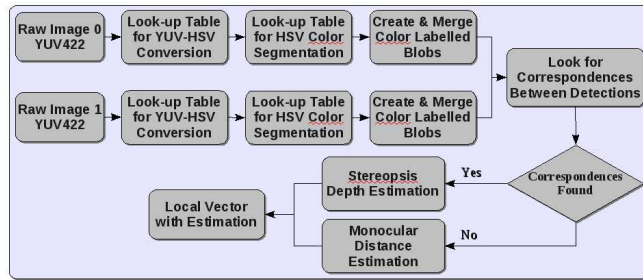 Raw Image 0
YUV422
Look-up Table
for YUV-HSV
Conversion
Look-up Table
for HSV Color
Segmentation
Create & Merge
Color Labelled
Blobs
Raw Image 1
YUV422
Look-up Table
for YUV-HSV
Conversion
Look-up Table
for HSV Color
Segmentation
Create & Merge
Color Labelled
Blobs
Look for
Correspondences
Between Detections
Correspondences
Found
Yes
Stereopsis
Depth Estimation
No
Monocular
Distance
Estimation
Local Vector
with Estimation